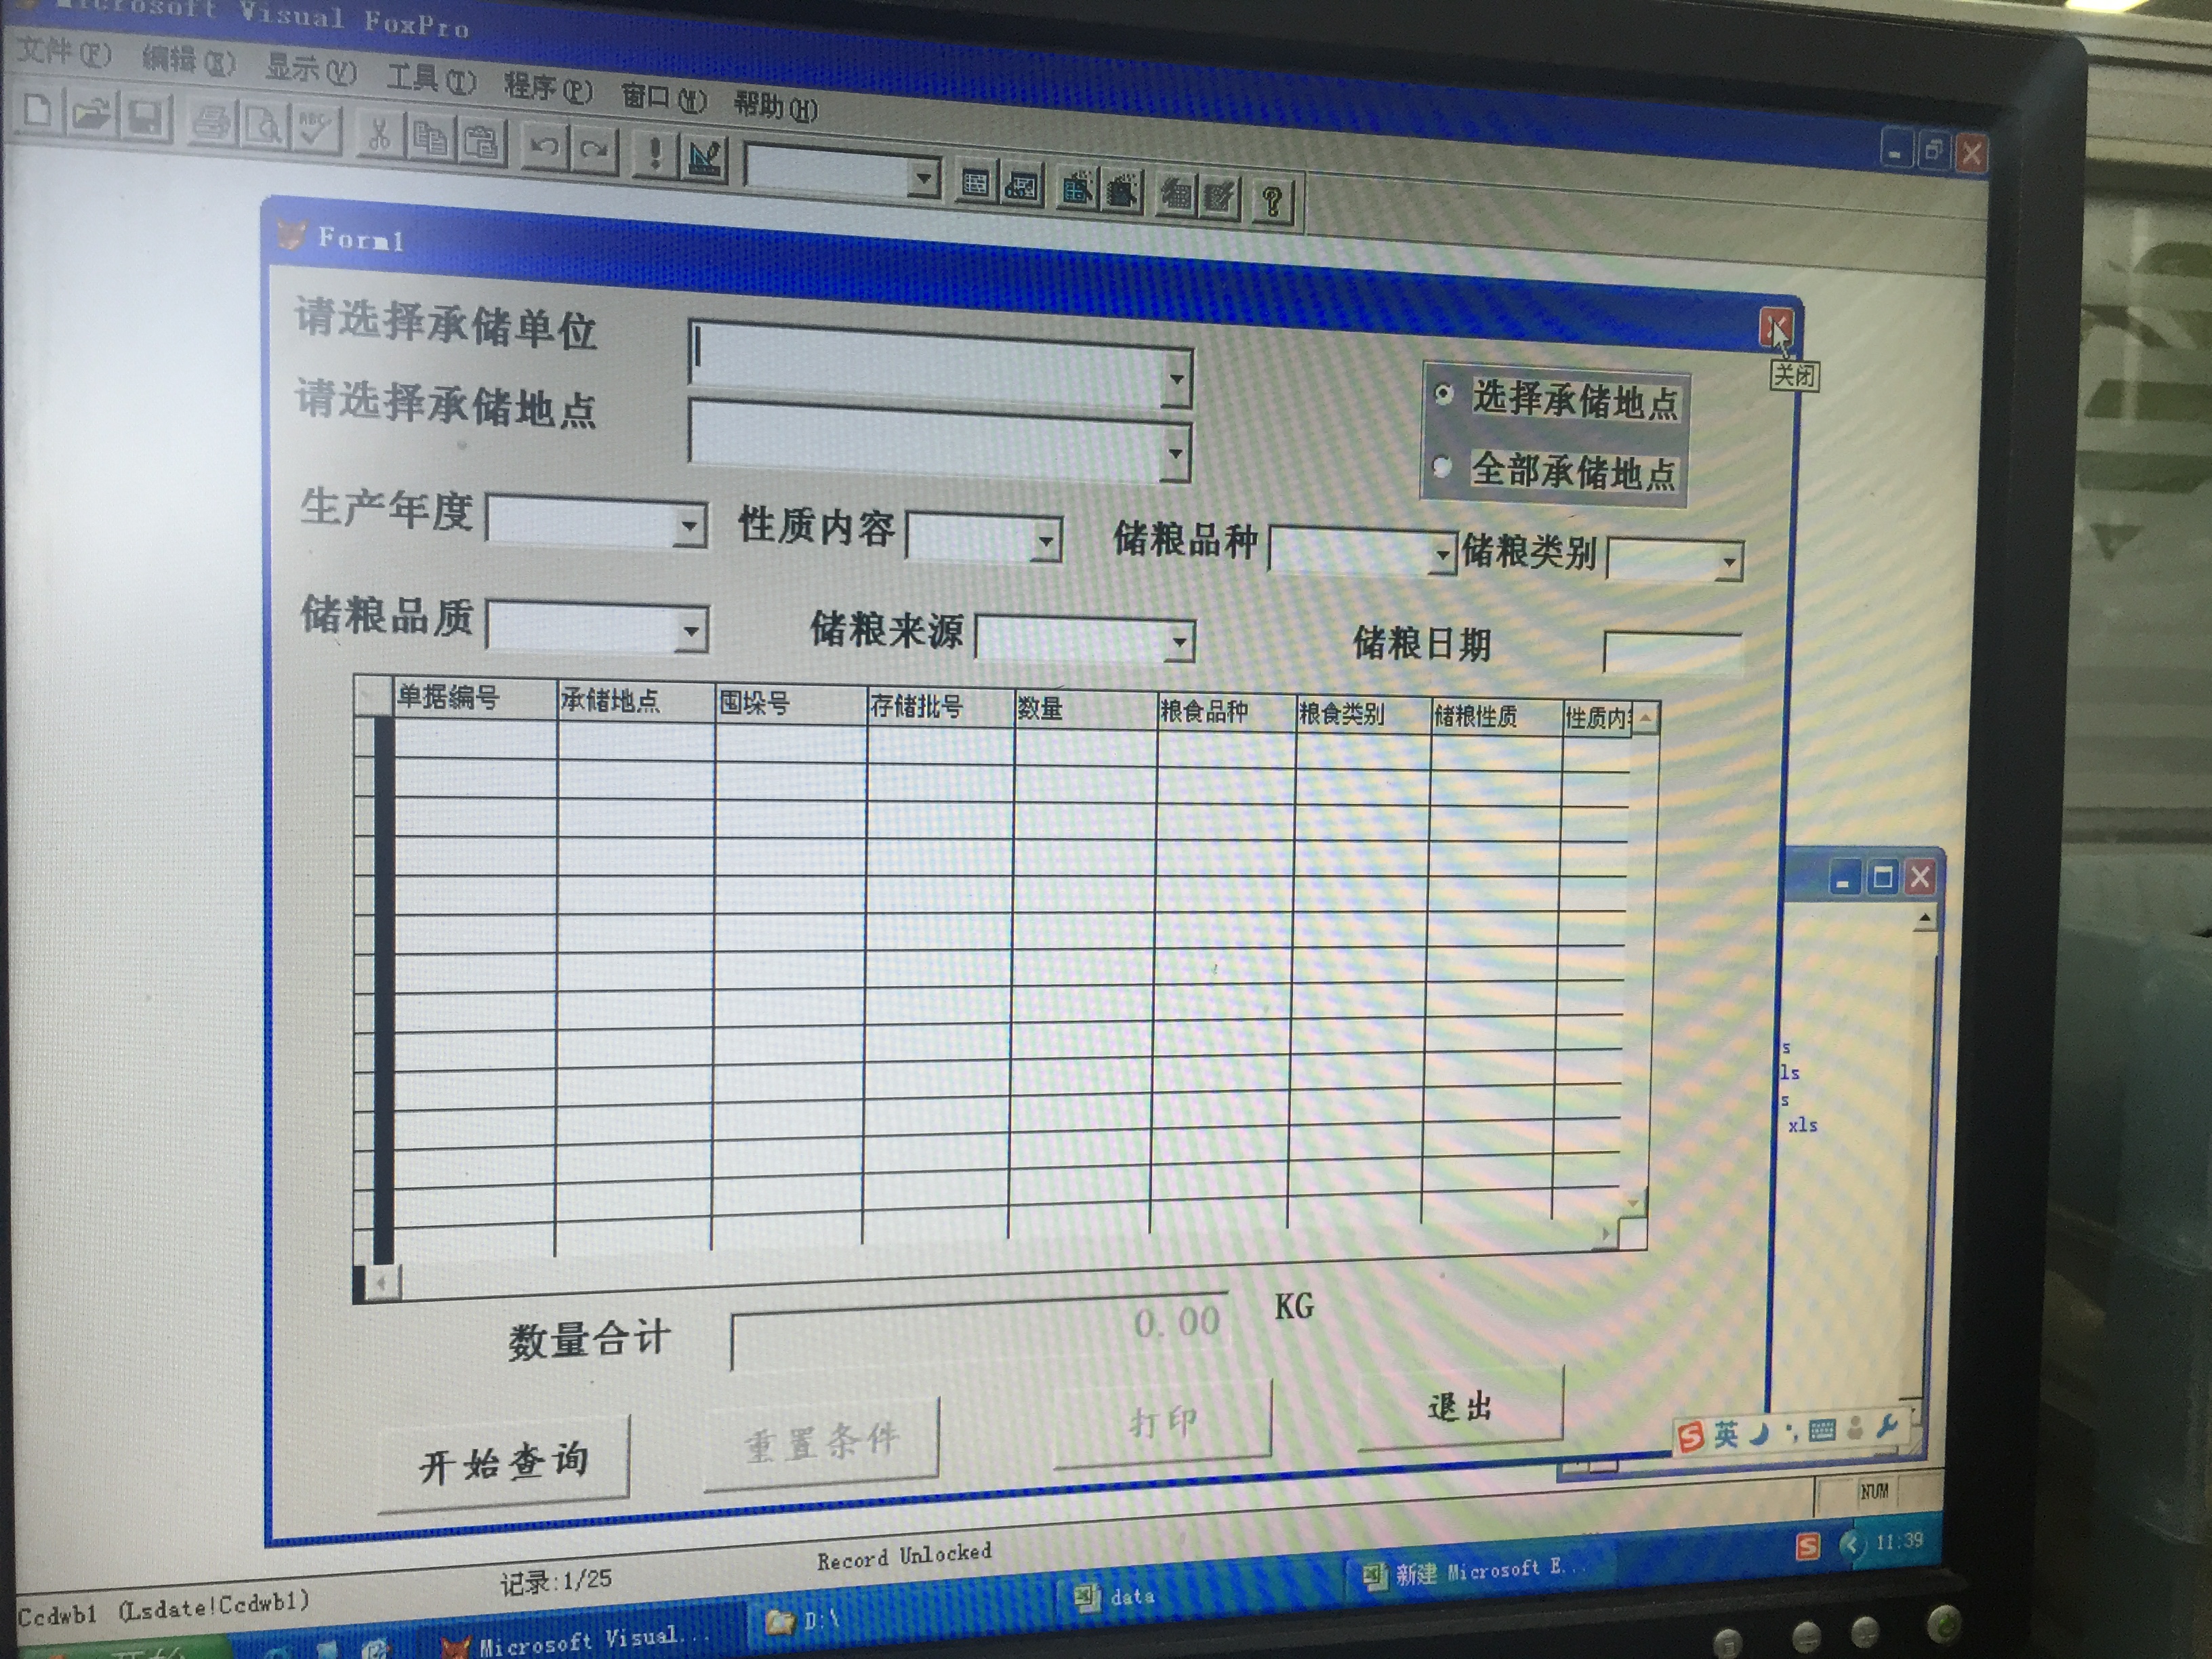 Microsoft Visual FoxPro
文件(F) 编辑(E) 显示(V) 工具(T) 程序(P) 窗口(W) 帮助(H)
ABC
Form1
关闭
请选择承储单位
请选择承储地点
选择承储地点
全部承储地点
生产年度 性质内容 储粮品种 储粮类别
储粮品质 储粮来源 储粮日期
单据编号 承储地点 囤垛号 存储批号 数量 粮食品种 粮食类别 储粮性质 性质内
s
ls
s
xls
数量合计 0.00 KG
开始查询 重置条件 打印 退出
英
NUM
Ccdwb1 (Lsdate!Ccdwb1) 记录:1/25 Record Unlocked
开始 Microsoft Visual... D:\ data 新建 Microsoft E... 11:39